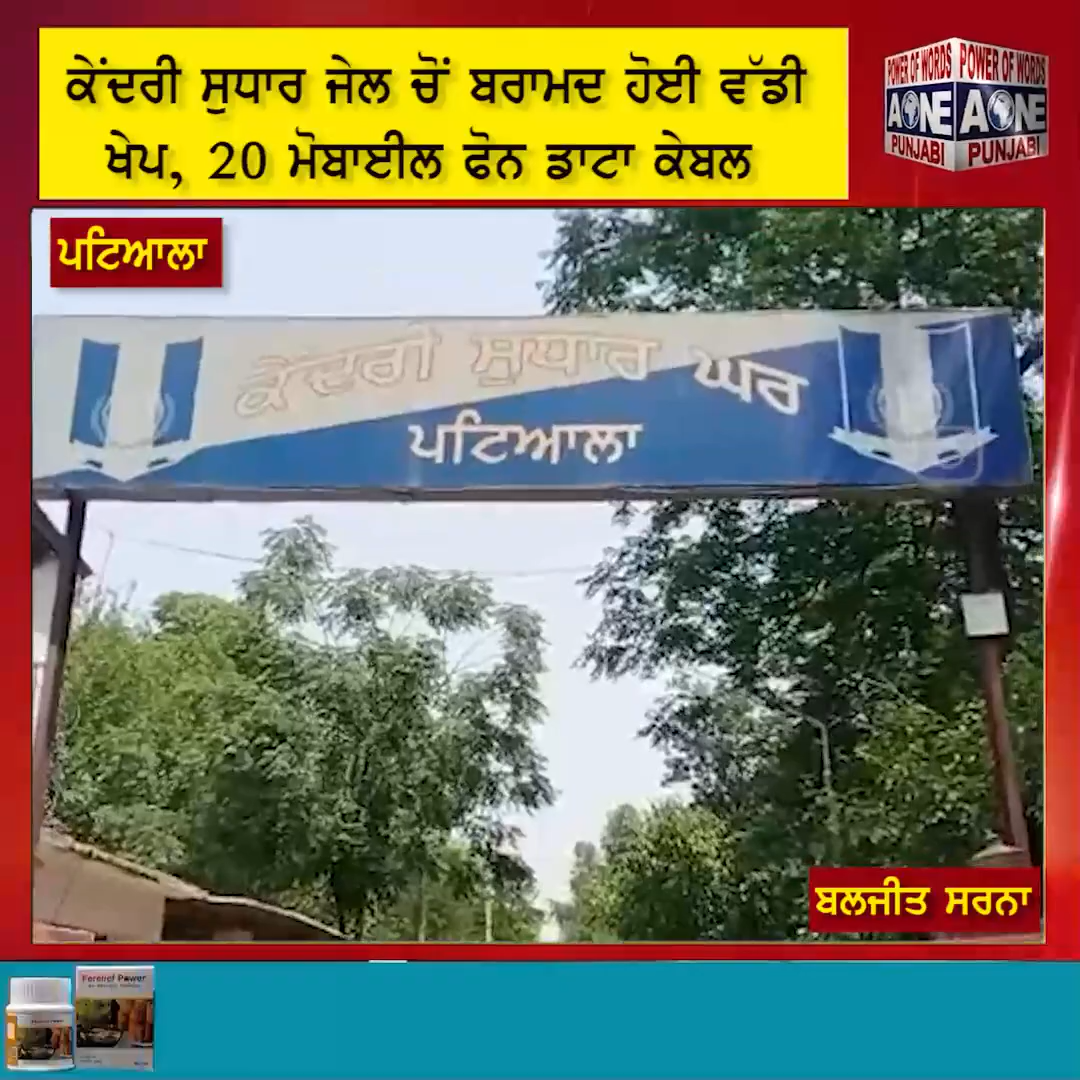 ਕੇਂਦਰੀ ਸੁਧਾਰ ਜੇਲ ਚੋਂ ਬਰਾਮਦ ਹੋਈ ਵੱਡੀ
ਖੇਪ, 20 ਮੋਬਾਈਲ ਫੋਨ ਡਾਟਾ ਕੇਬਲ
POWER OF WORDS POWER OF WORDS
AONE AONE
PUNJABI PUNJABI
ਪਟਿਆਲਾ
ਕੇਂਦਰੀ ਸੁਧਾਰ ਘਰ
ਪਟਿਆਲਾ
ਬਲਜੀਤ ਸਰਨਾ
Power